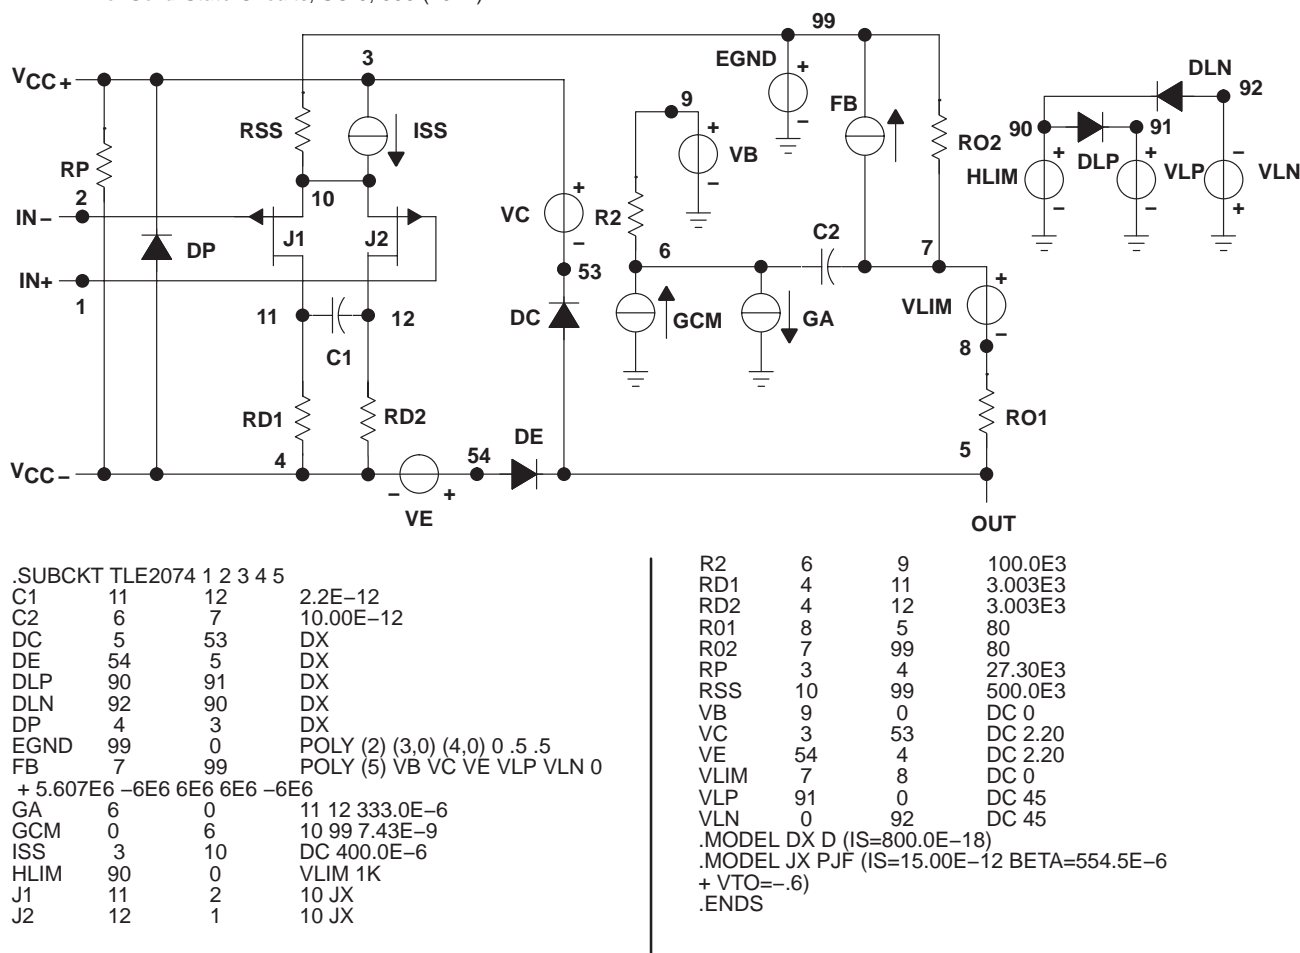 99
3
EGND
+
DLN
VCC+
92
9
FB
+
RSS
ISS
90
91
RO2
RP
VB
DLP
HLIM
VLP
VLN
2
10
IN−
VC
R2
C2
J1
J2
DP
6
7
IN+
53
1
VLIM
11
12
DC
GCM
GA
8
C1
RD1
RD2
RO1
DE
54
5
4
VCC−
− +
VE
OUT
.SUBCKT TLE2074 1 2 3 4 5
C1 11 12 2.2E−12
C2 6 7 10.00E−12
DC 5 53 DX
DE 54 5 DX
DLP 90 91 DX
DLN 92 90 DX
DP 4 3 DX
EGND 99 0 POLY (2) (3,0) (4,0) 0 .5 .5
FB 7 99 POLY (5) VB VC VE VLP VLN 0
+ 5.607E6 −6E6 6E6 6E6 −6E6
GA 6 0 11 12 333.0E−6
GCM 0 6 10 99 7.43E−9
ISS 3 10 DC 400.0E−6
HLIM 90 0 VLIM 1K
J1 11 2 10 JX
J2 12 1 10 JX
R2 6 9 100.0E3
RD1 4 11 3.003E3
RD2 4 12 3.003E3
R01 8 5 80
R02 7 99 80
RP 3 4 27.30E3
RSS 10 99 500.0E3
VB 9 0 DC 0
VC 3 53 DC 2.20
VE 54 4 DC 2.20
VLIM 7 8 DC 0
VLP 91 0 DC 45
VLN 0 92 DC 45
.MODEL DX D (IS=800.0E−18)
.MODEL JX PJF (IS=15.00E−12 BETA=554.5E−6
+ VTO=−.6)
.ENDS